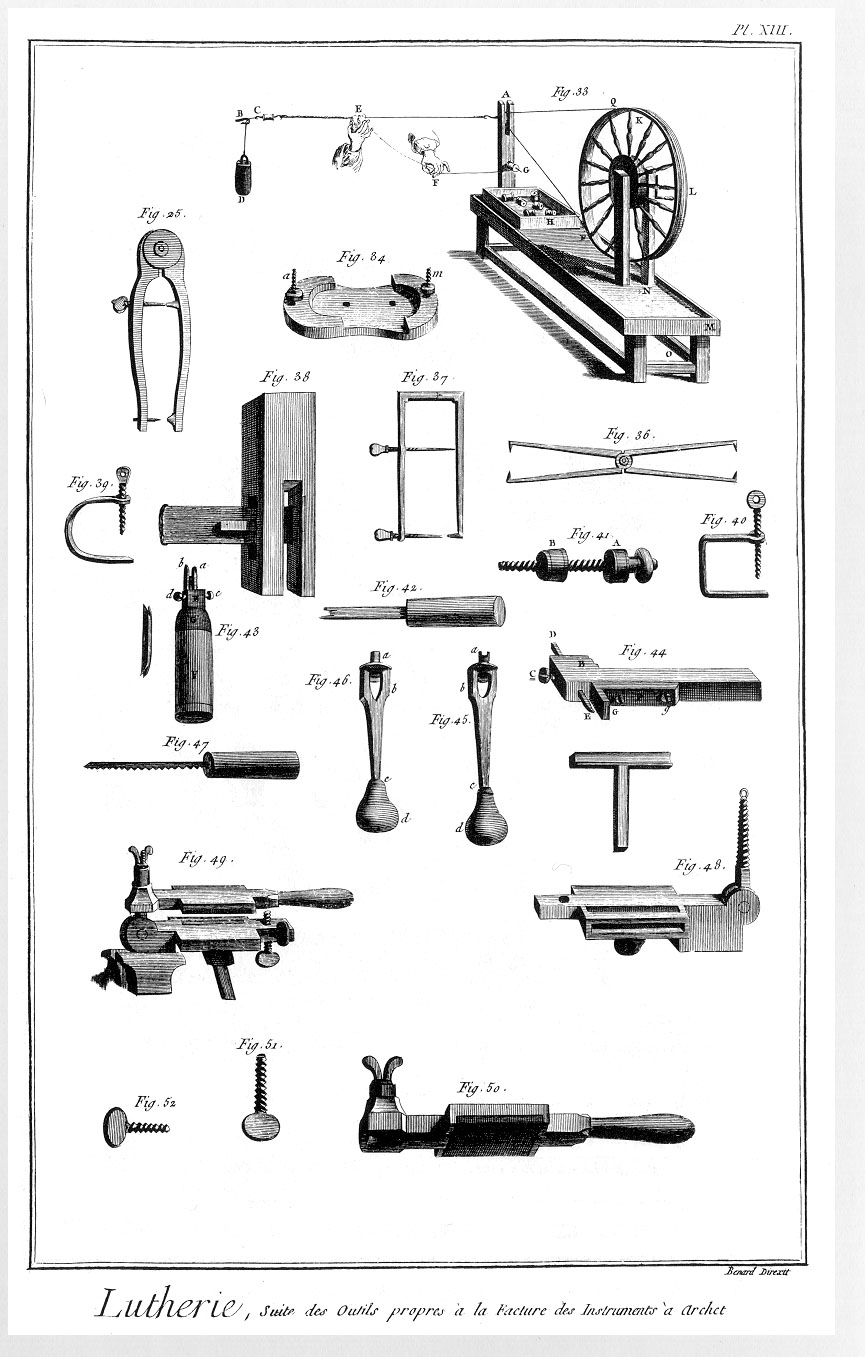 Pl. XIII.
Fig. 33
A
Q
B
C
E
K
D
F
G
L
H
P
N
M
O
Fig. 25.
Fig. 34
a
m
Fig. 38
Fig. 37
Fig. 36.
Fig. 39.
Fig. 40
Fig. 41.
B
A
b
a
d
c
Fig. 43
Fig. 42.
Fig. 44
D
B
C
E
G
g
Fig. 46.
a
b
c
d
Fig. 45.
a
b
c
d
Fig. 47
Fig. 49.
Fig. 48.
Fig. 51.
Fig. 52
Fig. 50.
Benard Direxit
Lutherie, Suite des Outils propres à la Facture des Instruments à Archet